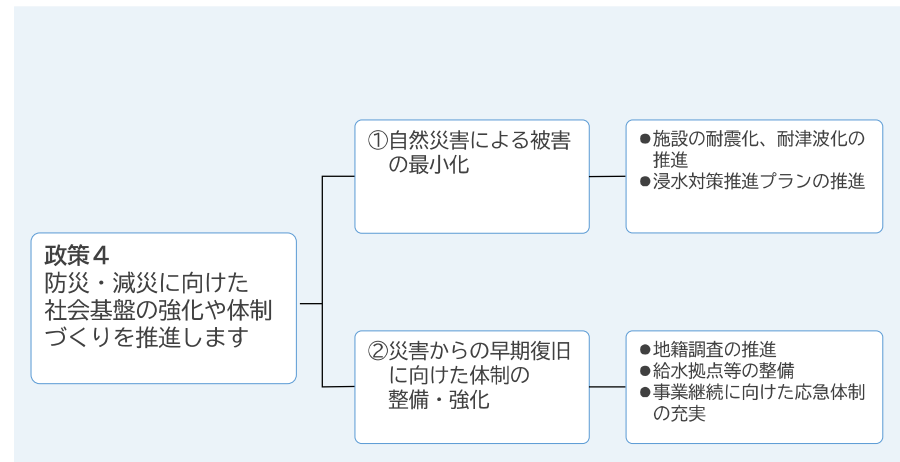 政策４
防災・減災に向けた
社会基盤の強化や体制
づくりを推進します
①自然災害による被害
の最小化
●施設の耐震化、耐津波化の
推進
●浸水対策推進プランの推進
②災害からの早期復旧
に向けた体制の
整備・強化
●地籍調査の推進
●給水拠点等の整備
●事業継続に向けた応急体制
の充実